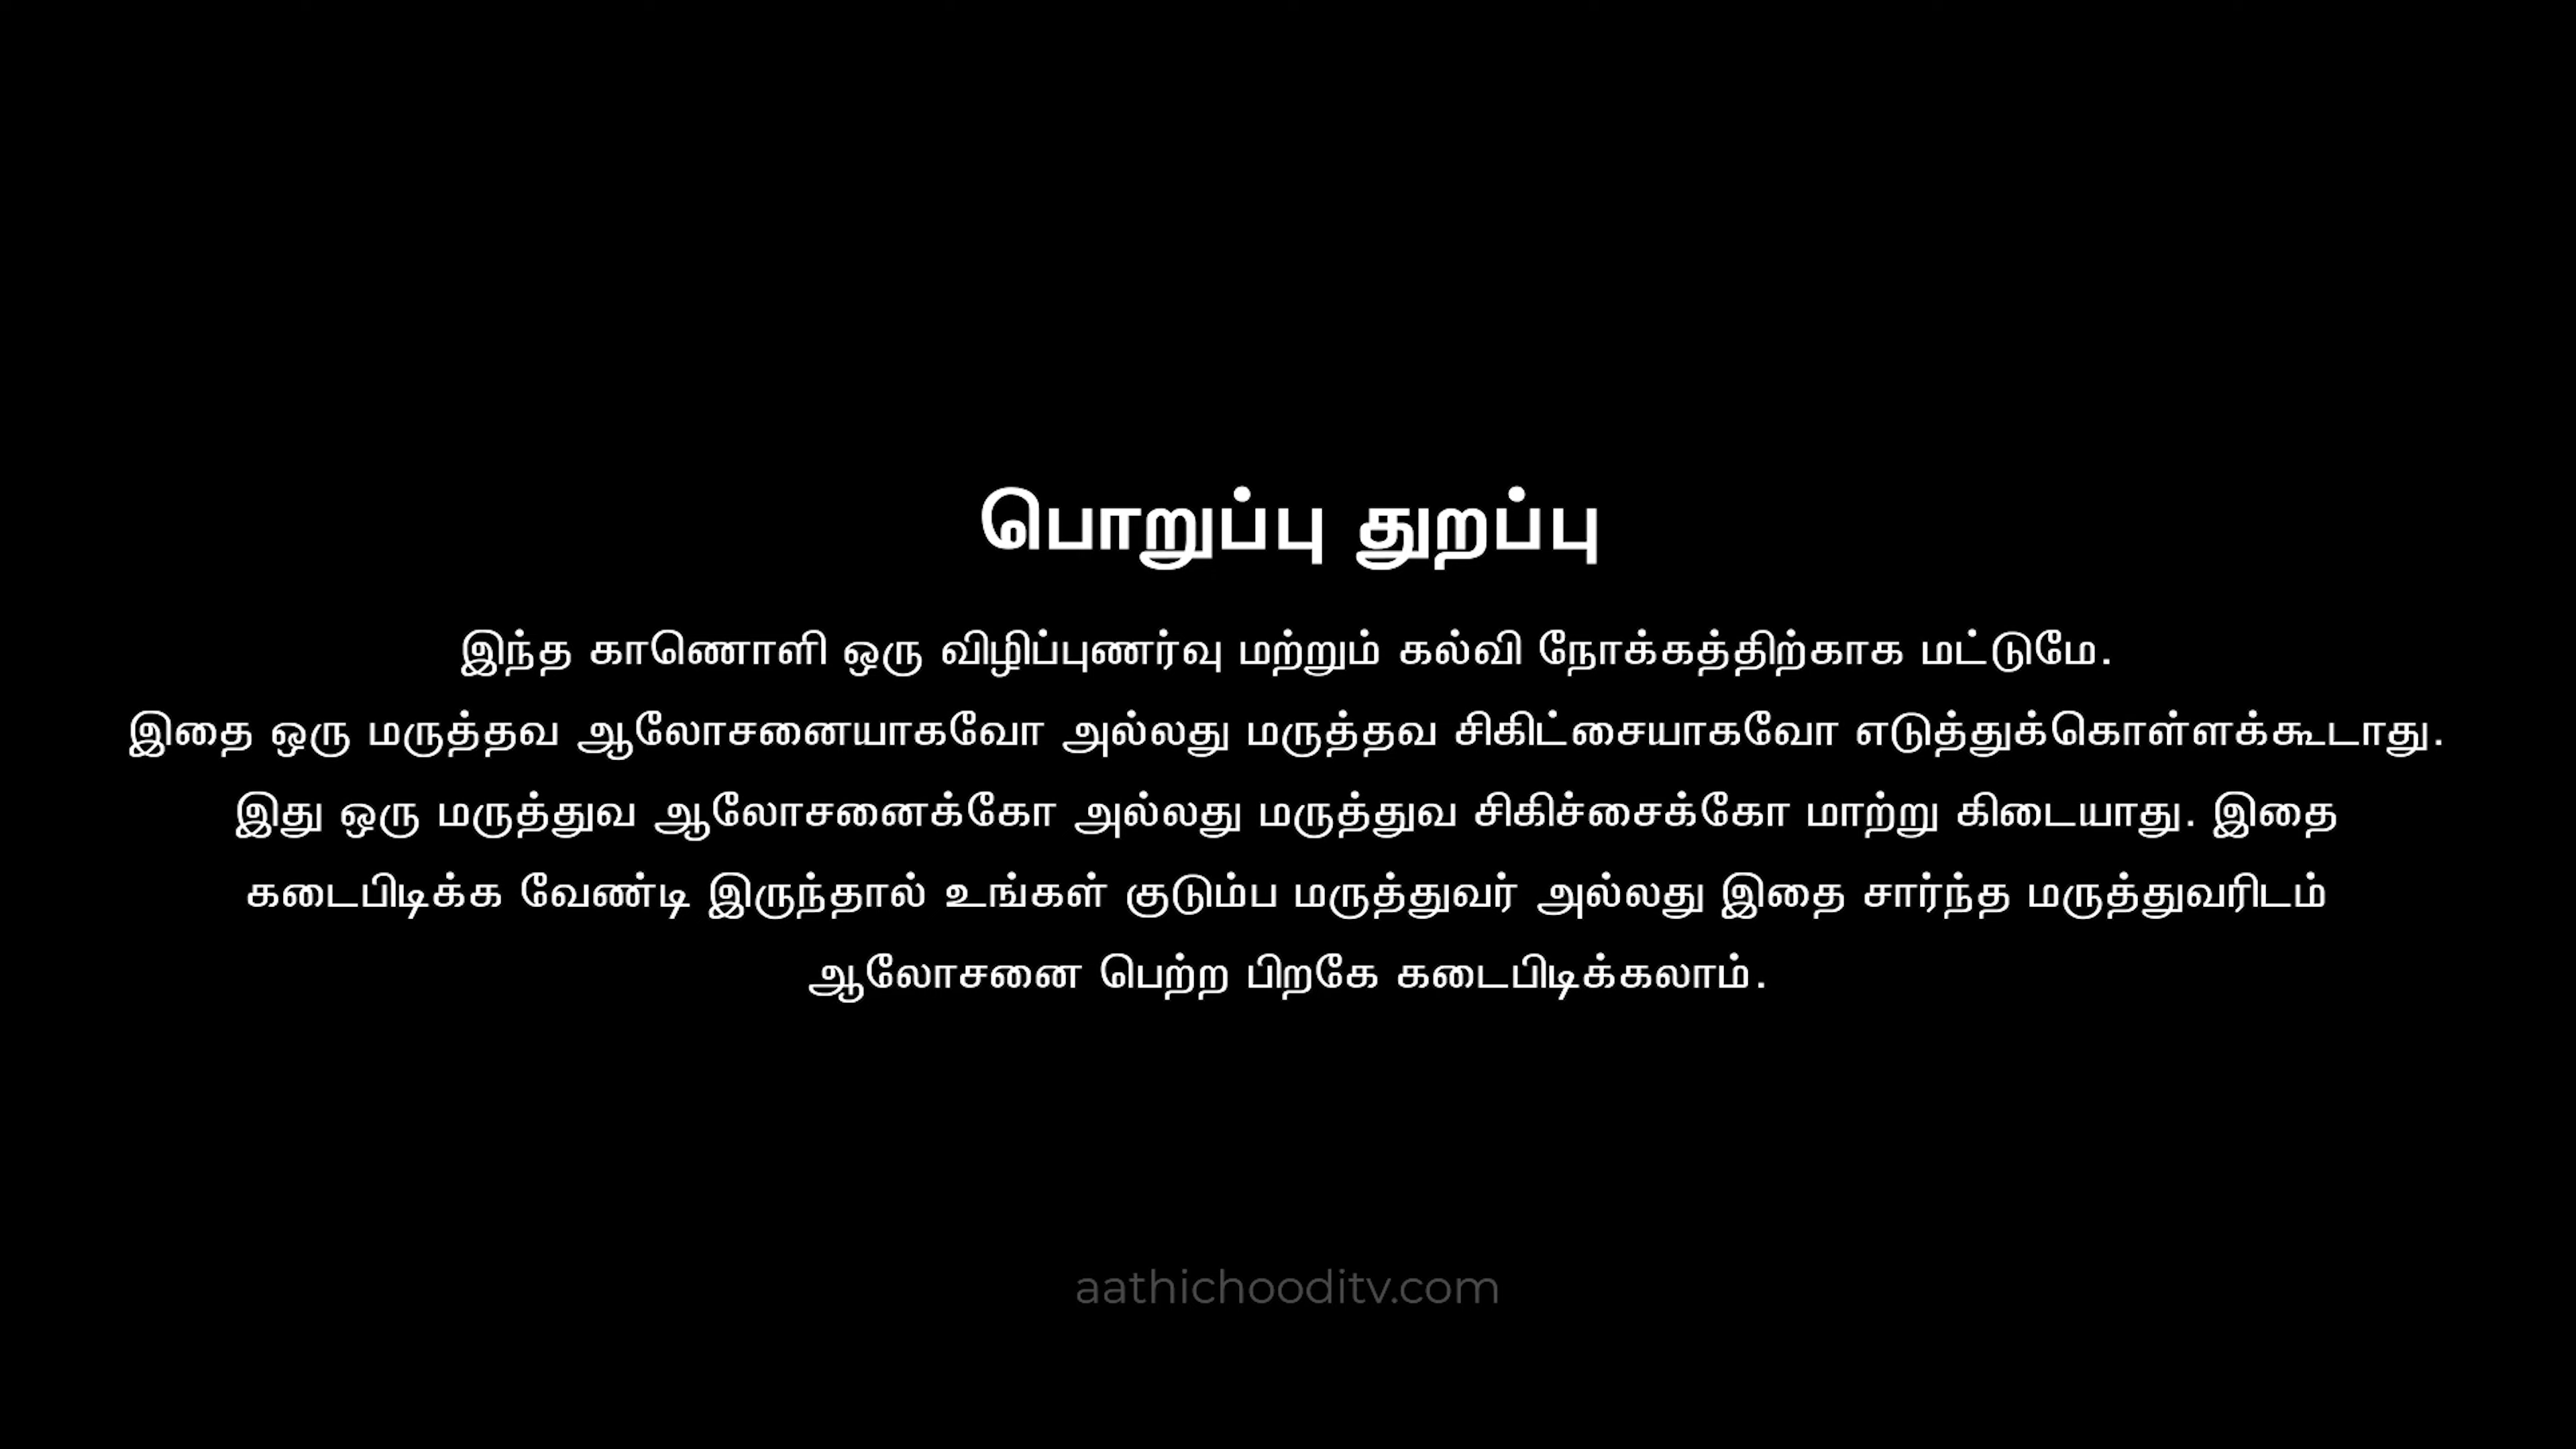 பொறுப்பு துறப்பு
இந்த காணொளி ஒரு விழிப்புணர்வு மற்றும் கல்வி நோக்கத்திற்காக மட்டுமே.
இதை ஒரு மருத்தவ ஆலோசனையாகவோ அல்லது மருத்தவ சிகிட்சையாகவோ எடுத்துக்கொள்ளக்கூடாது.
இது ஒரு மருத்துவ ஆலோசனைக்கோ அல்லது மருத்துவ சிகிச்சைக்கோ மாற்று கிடையாது. இதை
கடைபிடிக்க வேண்டி இருந்தால் உங்கள் குடும்ப மருத்துவர் அல்லது இதை சார்ந்த மருத்துவரிடம்
ஆலோசனை பெற்ற பிறகே கடைபிடிக்கலாம்.
aathichooditv.com